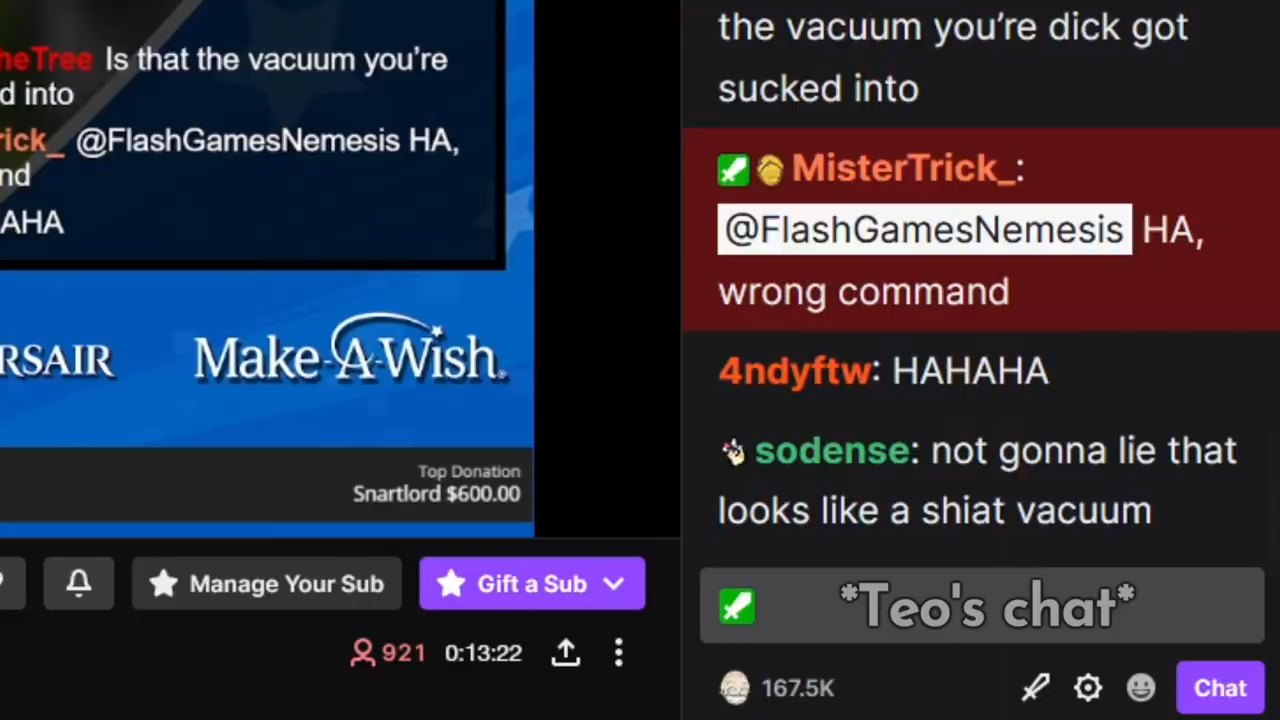 heTree Is that the vacuum you're
d into
rick_ @FlashGamesNemesis HA,
nd
AHA
RSAIR
Make-A-Wish®
Top Donation
Snartlord $600.00
Manage Your Sub
Gift a Sub
921 0:13:22
the vacuum you're dick got
sucked into
MisterTrick_:
@FlashGamesNemesis HA,
wrong command
4ndyftw: HAHAHA
sodense: not gonna lie that
looks like a shiat vacuum
*Teo's chat*
167.5K
Chat